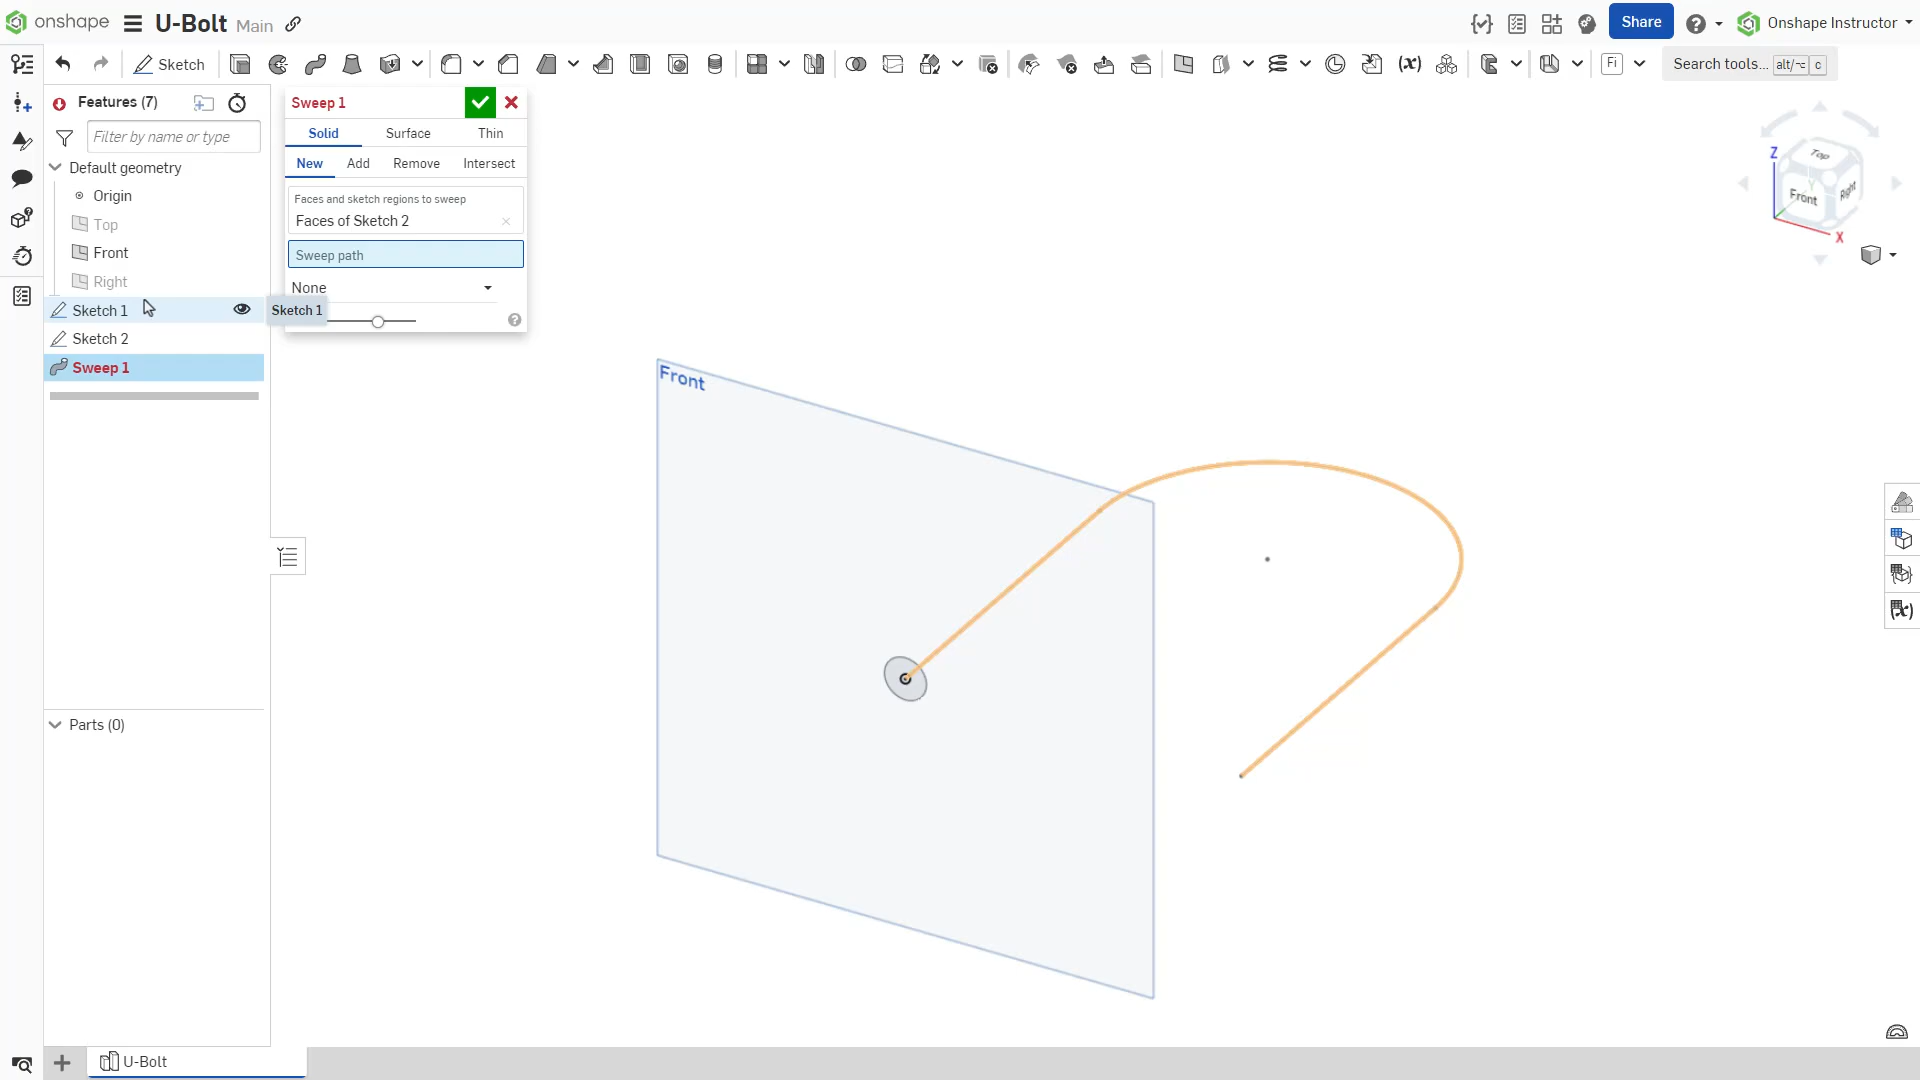 onshape U-Bolt Main Share Onshape Instructor
Sketch Fi Search tools... alt/⌥ c
Features (7)
Filter by name or type
Default geometry
Origin
Top
Front
Right
Sketch 1
Sketch 2
Sweep 1
Parts (0)
Sweep 1
Solid Surface Thin
New Add Remove Intersect
Faces and sketch regions to sweep
Faces of Sketch 2
Sweep path
None
Sketch 1
Front
Top
Z
Y
Front Right
X
U-Bolt